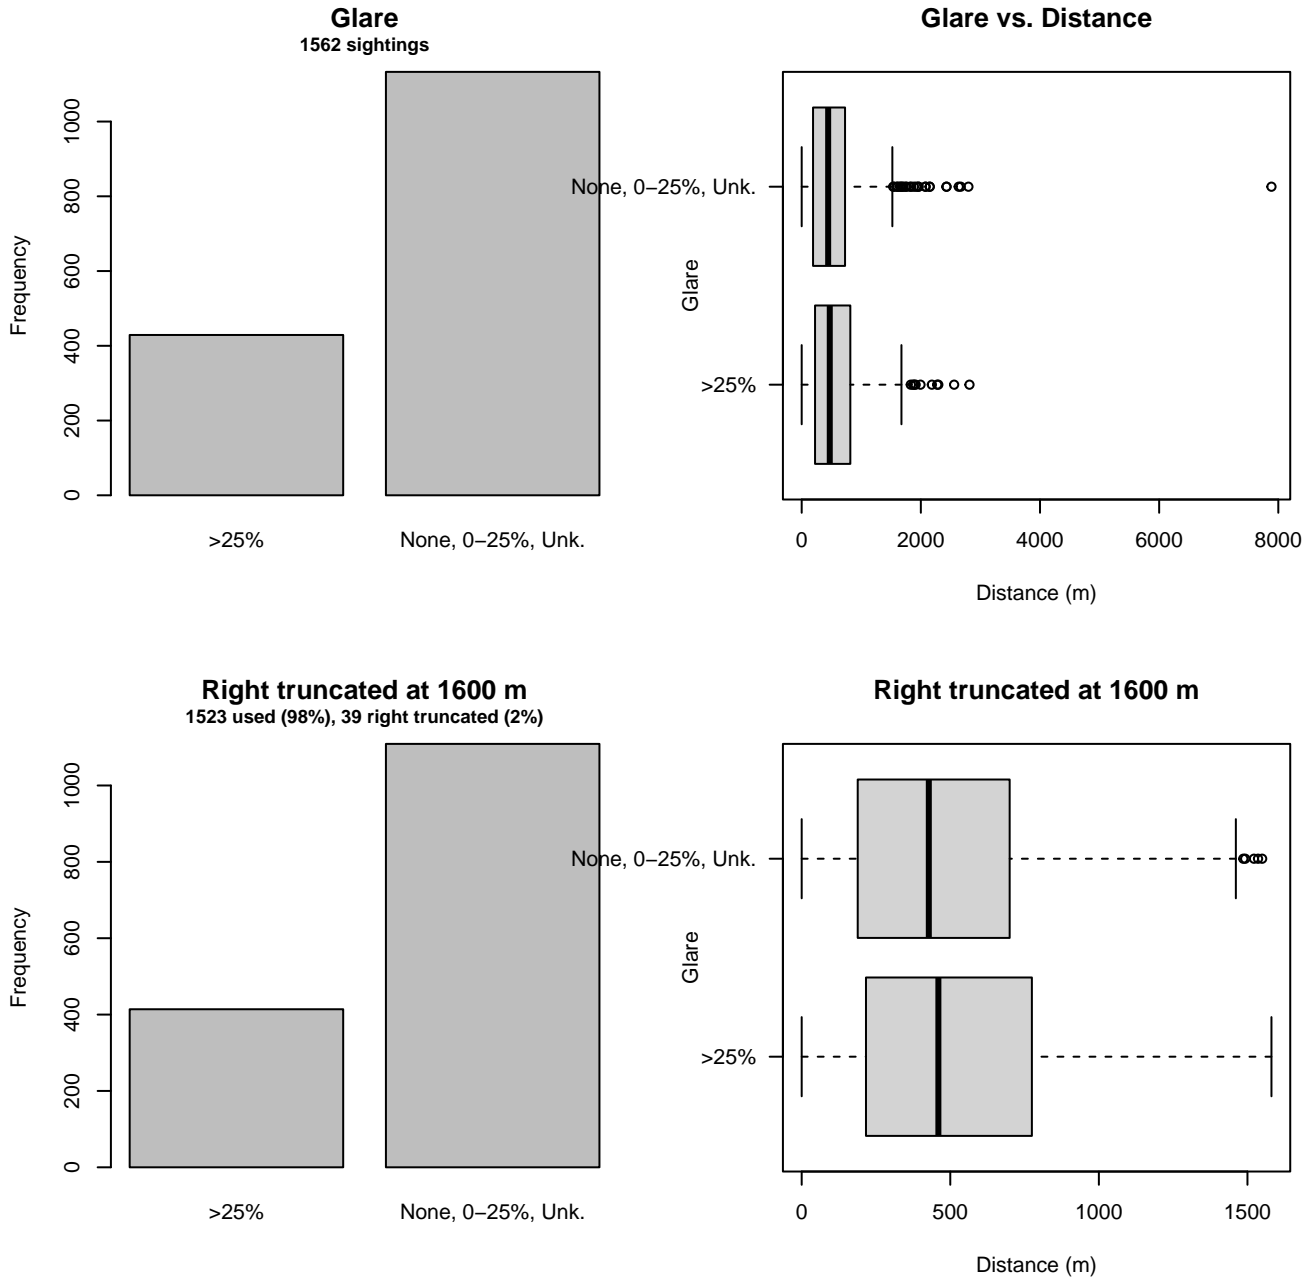 Glare
1562 sightings
Frequency
0
200
400
600
800
1000
>25%
None, 0−25%, Unk.
Glare vs. Distance
Glare
None, 0−25%, Unk.
>25%
0 2000 4000 6000 8000
Distance (m)
Right truncated at 1600 m
1523 used (98%), 39 right truncated (2%)
Frequency
0
200
400
600
800
1000
>25%
None, 0−25%, Unk.
Right truncated at 1600 m
Glare
None, 0−25%, Unk.
>25%
0 500 1000 1500
Distance (m)